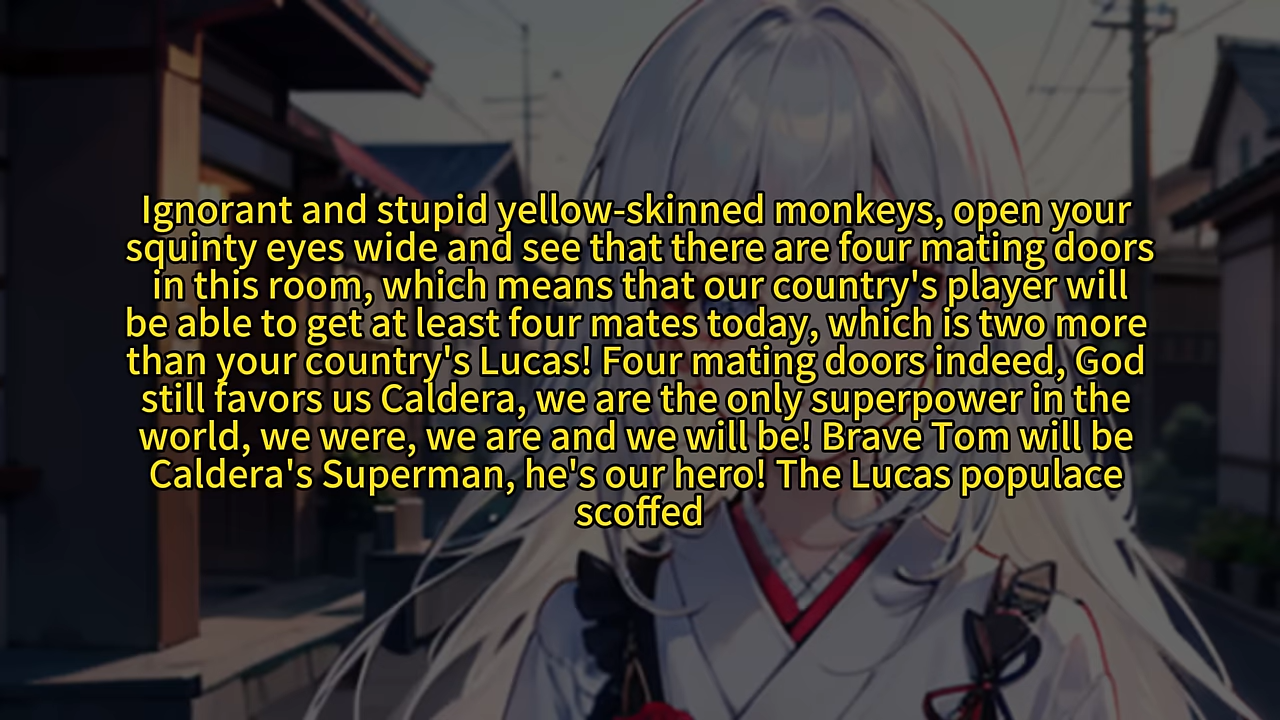 Ignorant and stupid yellow-skinned monkeys, open your
squinty eyes wide and see that there are four mating doors
in this room, which means that our country's player will
be able to get at least four mates today, which is two more
than your country's Lucas! Four mating doors indeed, God
still favors us Caldera, we are the only superpower in the
world, we were, we are and we will be! Brave Tom will be
Caldera's Superman, he's our hero! The Lucas populace
scoffed